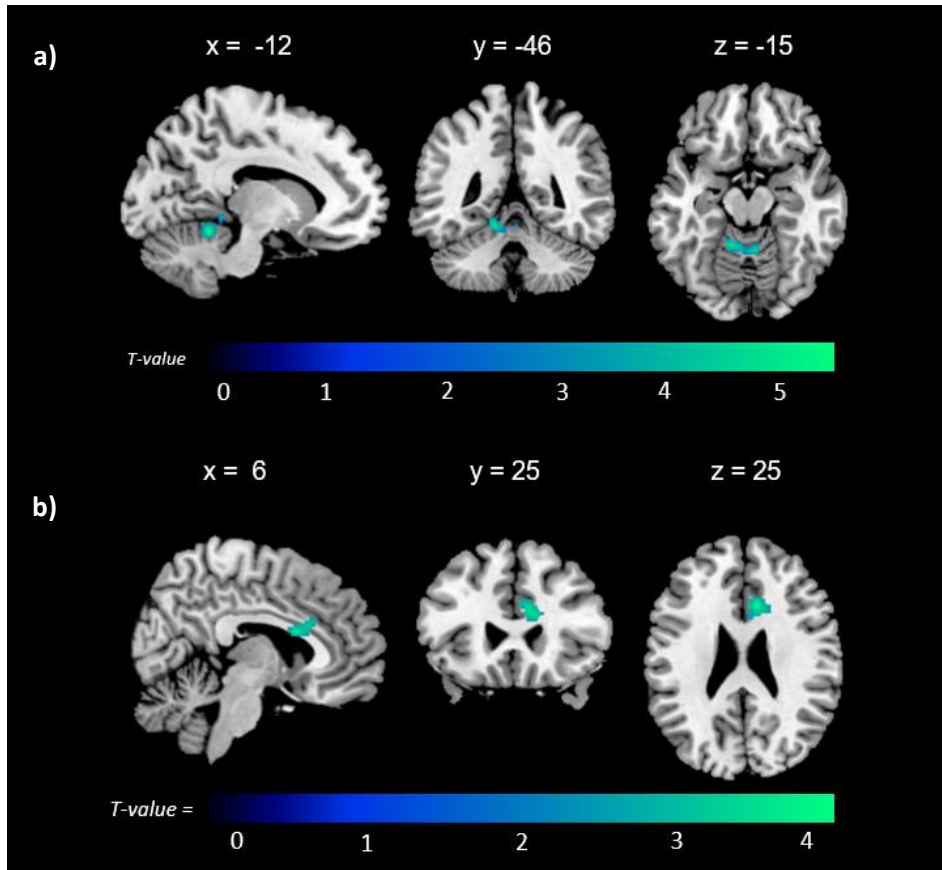 a)
x = -12 y = -46 z = -15
T-value
0 1 2 3 4 5
b)
x = 6 y = 25 z = 25
T-value =
0 1 2 3 4